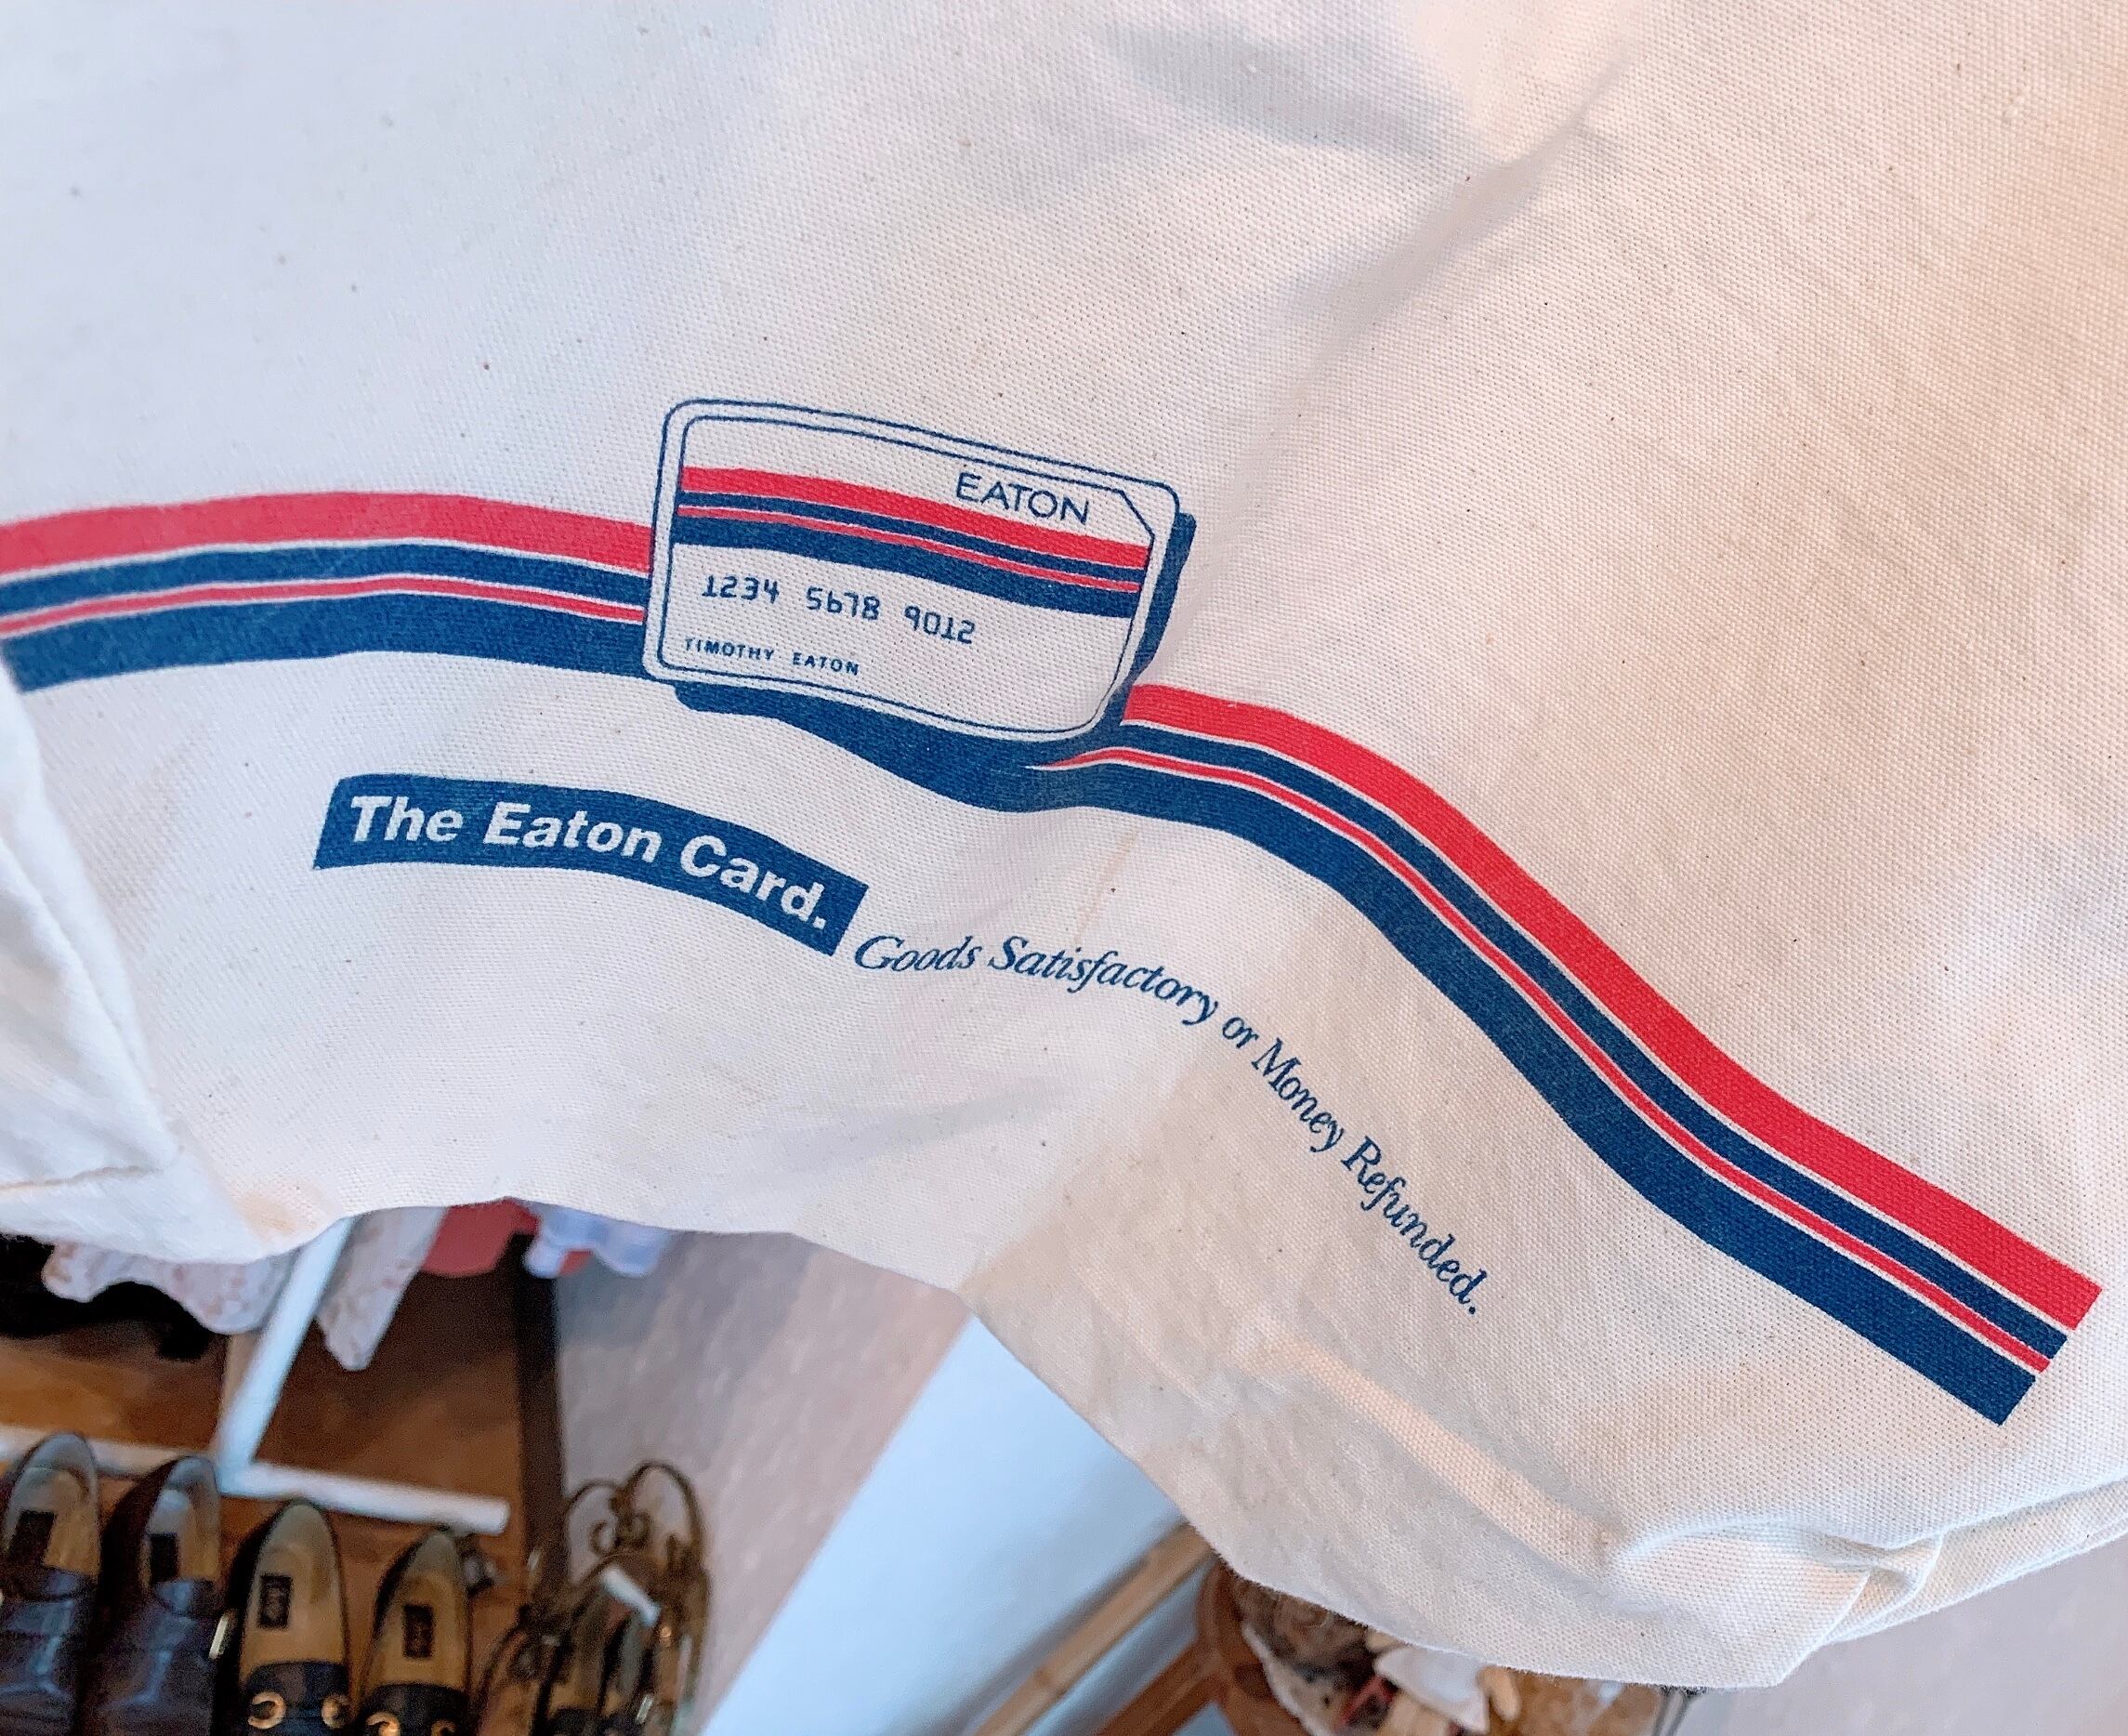 EATON
1234 5678 9012
TIMOTHY EATON
The Eaton Card.
Goods Satisfactory or Money Refunded.